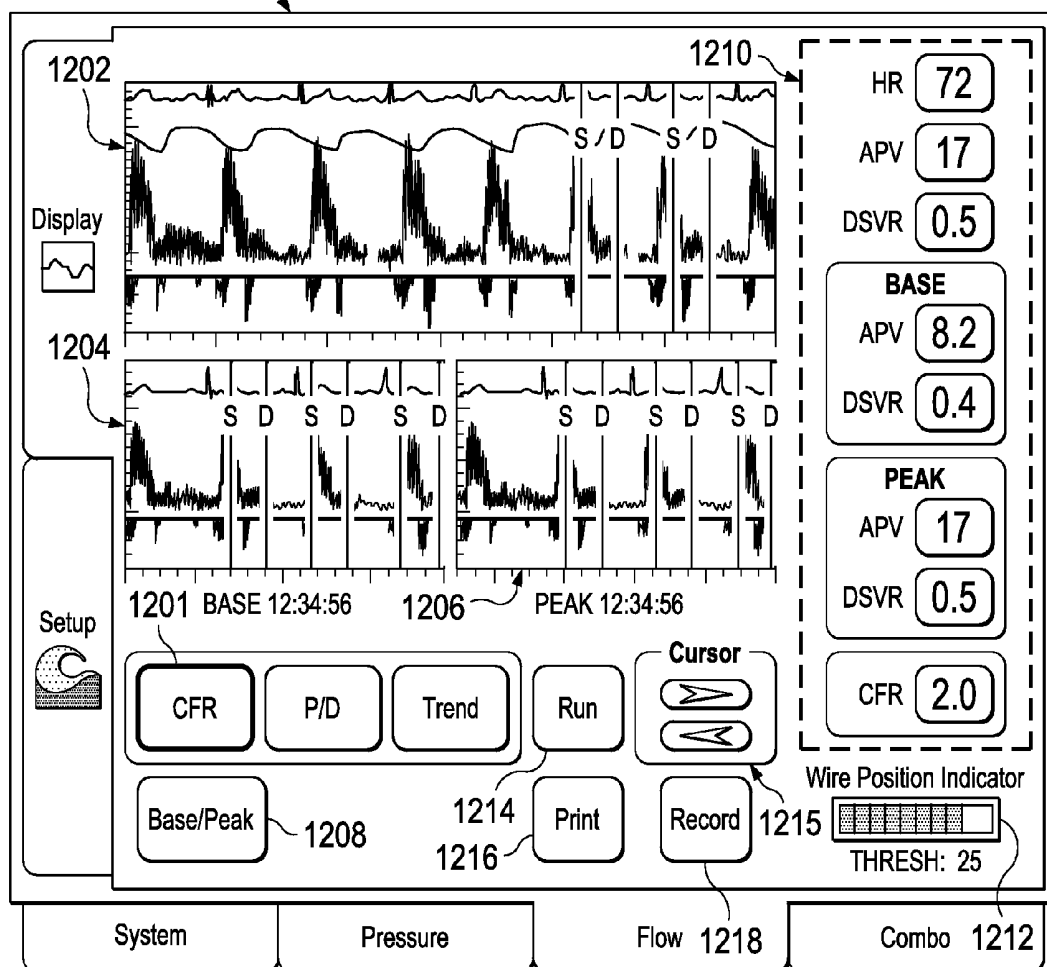 1210
1202
HR 72
APV 17
S D S D
Display
DSVR 0.5
BASE
APV 8.2
DSVR 0.4
1204
S D S D S D
S D S D S D
PEAK
APV 17
DSVR 0.5
1201 BASE 12:34:56 1206 PEAK 12:34:56
Setup
Cursor
CFR P/D Trend Run
CFR 2.0
Wire Position Indicator
Base/Peak 1208
1214
1216
Print
Record
1215
THRESH: 25
System Pressure Flow 1218 Combo 1212